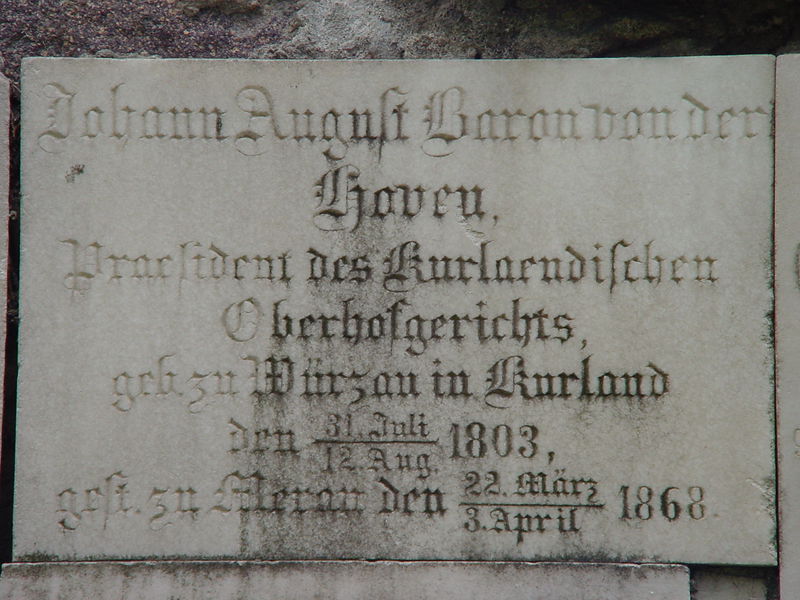 Johann August Baron von der
Hoven,
Praesident des Kurlaendischen
Oberhofgerichts,
geb. zu Würzau in Kurland
den 31. Juli / 12. Aug. 1803,
gest. zu Meran den 22. März / 3. April 1868.